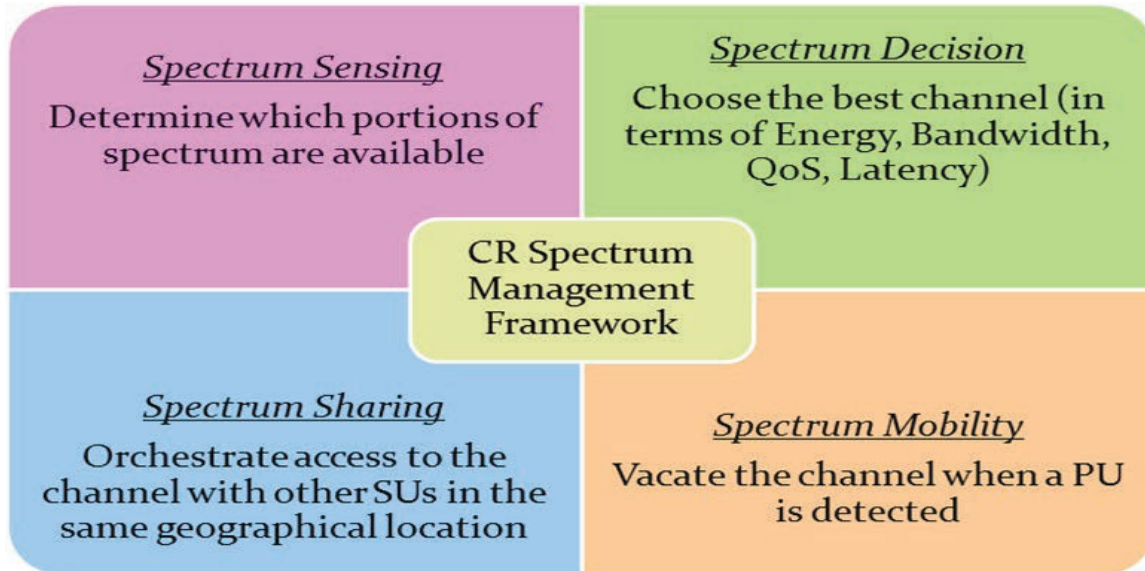 Spectrum Sensing
Determine which portions of
spectrum are available
Spectrum Decision
Choose the best channel (in
terms of Energy, Bandwidth,
QoS, Latency)
CR Spectrum
Management
Framework
Spectrum Sharing
Orchestrate access to the
channel with other SUs in the
same geographical location
Spectrum Mobility
Vacate the channel when a PU
is detected